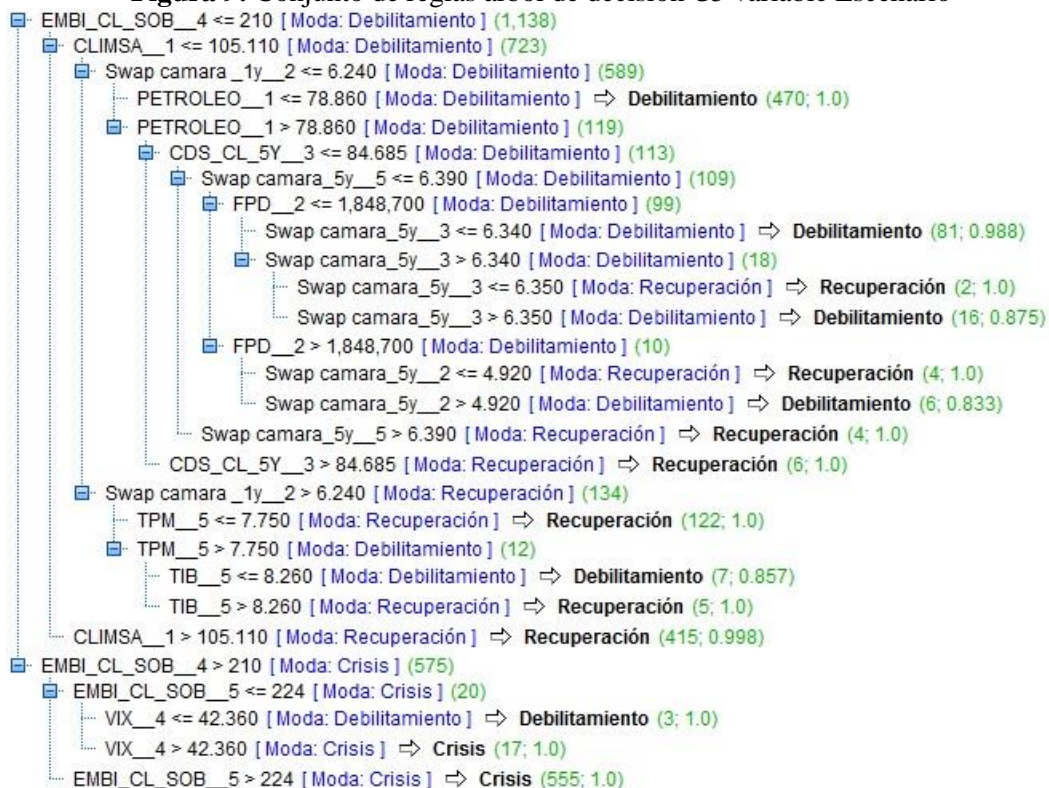 Figura 9: Conjunto de reglas árbol de decisión C5 variable Escenario
EMBI_CL_SOB__4 <= 210 [ Moda: Debilitamiento ] (1,138)
CLIMSA__1 <= 105.110 [ Moda: Debilitamiento ] (723)
Swap camara _1y__2 <= 6.240 [ Moda: Debilitamiento ] (589)
PETROLEO__1 <= 78.860 [ Moda: Debilitamiento ] ⇨ Debilitamiento (470; 1.0)
PETROLEO__1 > 78.860 [ Moda: Debilitamiento ] (119)
CDS_CL_5Y__3 <= 84.685 [ Moda: Debilitamiento ] (113)
Swap camara_5y__5 <= 6.390 [ Moda: Debilitamiento ] (109)
FPD__2 <= 1,848,700 [ Moda: Debilitamiento ] (99)
Swap camara_5y__3 <= 6.340 [ Moda: Debilitamiento ] ⇨ Debilitamiento (81; 0.988)
Swap camara_5y__3 > 6.340 [ Moda: Debilitamiento ] (18)
Swap camara_5y__3 <= 6.350 [ Moda: Recuperación ] ⇨ Recuperación (2; 1.0)
Swap camara_5y__3 > 6.350 [ Moda: Debilitamiento ] ⇨ Debilitamiento (16; 0.875)
FPD__2 > 1,848,700 [ Moda: Debilitamiento ] (10)
Swap camara_5y__2 <= 4.920 [ Moda: Recuperación ] ⇨ Recuperación (4; 1.0)
Swap camara_5y__2 > 4.920 [ Moda: Debilitamiento ] ⇨ Debilitamiento (6; 0.833)
Swap camara_5y__5 > 6.390 [ Moda: Recuperación ] ⇨ Recuperación (4; 1.0)
CDS_CL_5Y__3 > 84.685 [ Moda: Recuperación ] ⇨ Recuperación (6; 1.0)
Swap camara _1y__2 > 6.240 [ Moda: Recuperación ] (134)
TPM__5 <= 7.750 [ Moda: Recuperación ] ⇨ Recuperación (122; 1.0)
TPM__5 > 7.750 [ Moda: Debilitamiento ] (12)
TIB__5 <= 8.260 [ Moda: Debilitamiento ] ⇨ Debilitamiento (7; 0.857)
TIB__5 > 8.260 [ Moda: Recuperación ] ⇨ Recuperación (5; 1.0)
CLIMSA__1 > 105.110 [ Moda: Recuperación ] ⇨ Recuperación (415; 0.998)
EMBI_CL_SOB__4 > 210 [ Moda: Crisis ] (575)
EMBI_CL_SOB__5 <= 224 [ Moda: Crisis ] (20)
VIX__4 <= 42.360 [ Moda: Debilitamiento ] ⇨ Debilitamiento (3; 1.0)
VIX__4 > 42.360 [ Moda: Crisis ] ⇨ Crisis (17; 1.0)
EMBI_CL_SOB__5 > 224 [ Moda: Crisis ] ⇨ Crisis (555; 1.0)